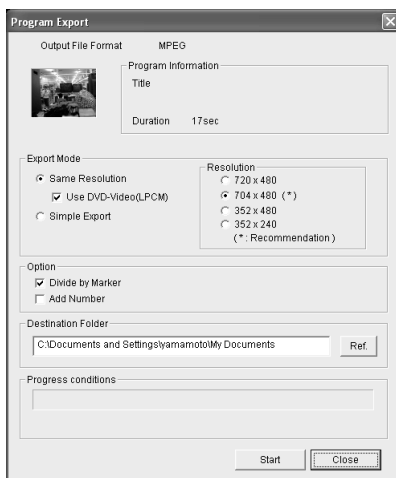 Program Export
Output File Format MPEG
Program Information
Title
Duration 17sec
Export Mode
Same Resolution
Use DVD-Video(LPCM)
Simple Export
Resolution
720 x 480
704 x 480 (*)
352 x 480
352 x 240
(*: Recommendation )
Option
Divide by Marker
Add Number
Destination Folder
C:\Documents and Settings\yamamoto\My Documents
Ref.
Progress conditions
Start Close